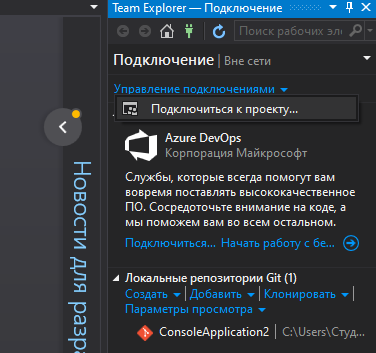 Team Explorer — Подключение
Поиск рабочих эле
Подключение | Вне сети
Управление подключениями
Подключиться к проекту...
Azure DevOps
Корпорация Майкрософт
Службы, которые всегда помогут вам
вовремя поставлять высококачественное
ПО. Сосредоточьте внимание на коде, а
мы поможем вам во всем остальном.
Подключиться... Начать работу с бе...
Локальные репозитории Git (1)
Создать | Добавить | Клонировать |
Параметры просмотра
ConsoleApplication2 | C:\Users\Студ...
Новости для разра